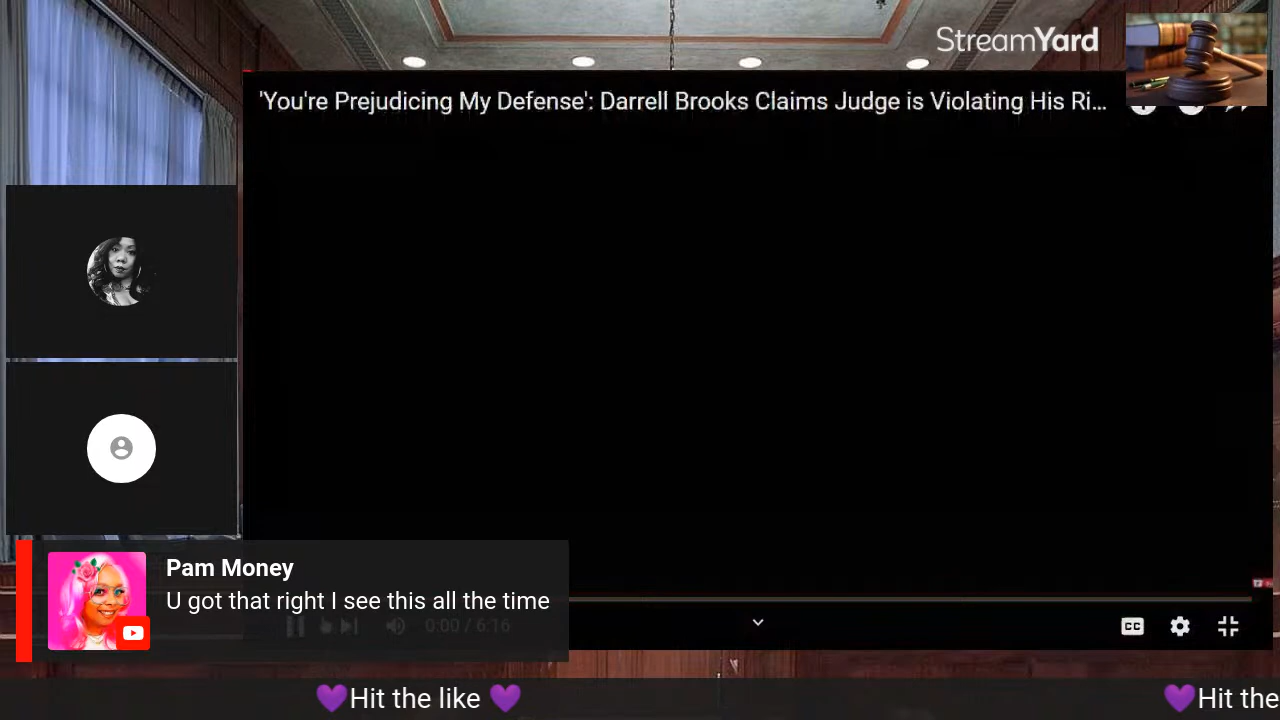 StreamYard
'You're Prejudicing My Defense': Darrell Brooks Claims Judge is Violating His Ri...
Pam Money
U got that right I see this all the time
0:00 / 6:16
CC
💜Hit the like 💜
💜Hit the